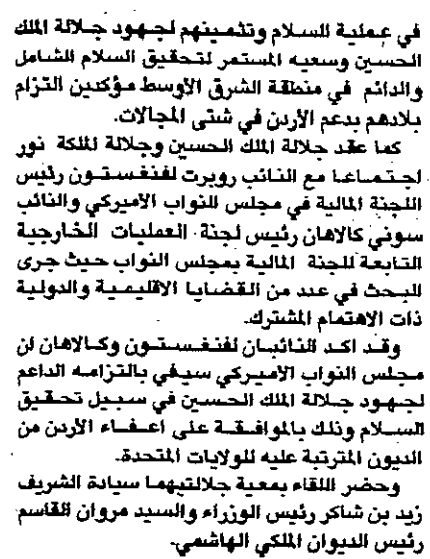 في عملية السلام وتثمينهم لجهود جلالة الملك
الحسين وسعيه المستمر لتحقيق السلام الشامل
والدائم في منطقة الشرق الأوسط مؤكدين التزام
بلادهم بدعم الأردن في شتى المجالات.
كما عقد جلالة الملك الحسين وجلالة الملكة نور
اجتماعا مع النائب روبرت لفنغستون رئيس
اللجنة المالية في مجلس النواب الأميركي والنائب
سوني كالاهان رئيس لجنة العمليات الخارجية
التابعة للجنة المالية بمجلس النواب حيث جرى
البحث في عدد من القضايا الاقليمية والدولية
ذات الاهتمام المشترك.
وقد اكد النائبان لفنغستون وكالاهان ان
مجلس النواب الأميركي سيفي بالتزامه الداعم
لجهود جلالة الملك الحسين في سبيل تحقيق
السلام وذلك بالموافقة على اعفاء الأردن من
الديون المترتبة عليه للولايات المتحدة.
وحضر اللقاء بمعية جلالتيهما سيادة الشريف
زيد بن شاكر رئيس الوزراء والسيد مروان القاسم
رئيس الديوان الملكي الهاشمي.